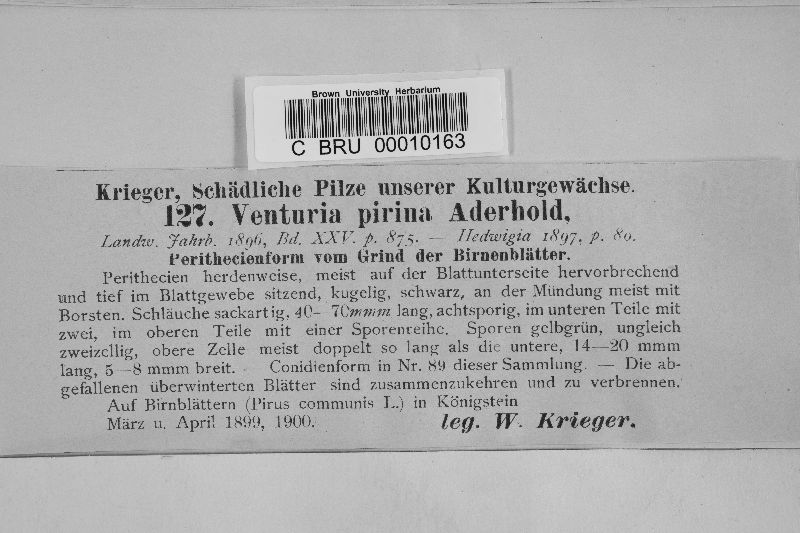 Brown University Herbarium
C BRU 00010163
Krieger, Schädliche Pilze unserer Kulturgewächse.
127. Venturia pirina Aderhold,
Landw. Jahrb. 1896, Bd. XXV. p. 875. — Hedwigia 1897, p. 80.
Perithecienform vom Grind der Birnenblätter.
Perithecien herdenweise, meist auf der Blattunterseite hervorbrechend
und tief im Blattgewebe sitzend, kugelig, schwarz, an der Mündung meist mit
Borsten. Schläuche sackartig, 40— 70mmm lang, achtsporig, im unteren Teile mit
zwei, im oberen Teile mit einer Sporenreihe. Sporen gelbgrün, ungleich
zweizellig, obere Zelle meist doppelt so lang als die untere, 14—20 mmm
lang, 5—8 mmm breit. - Conidienform in Nr. 89 dieser Sammlung. — Die ab-
gefallenen überwinterten Blätter sind zusammenzukehren und zu verbrennen.
Auf Birnblättern (Pirus communis L.) in Königstein
März u. April 1899, 1900. leg. W. Krieger.